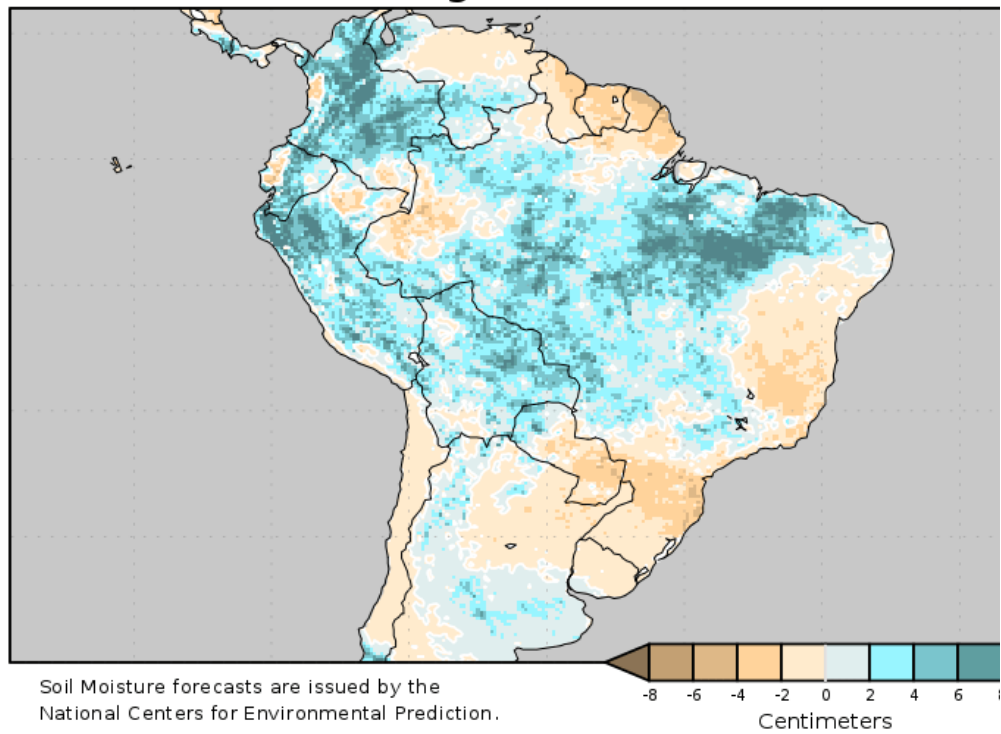 -8 -6 -4 -2 0 2 4 6 8
Soil Moisture forecasts are issued by the
National Centers for Environmental Prediction.
Centimeters